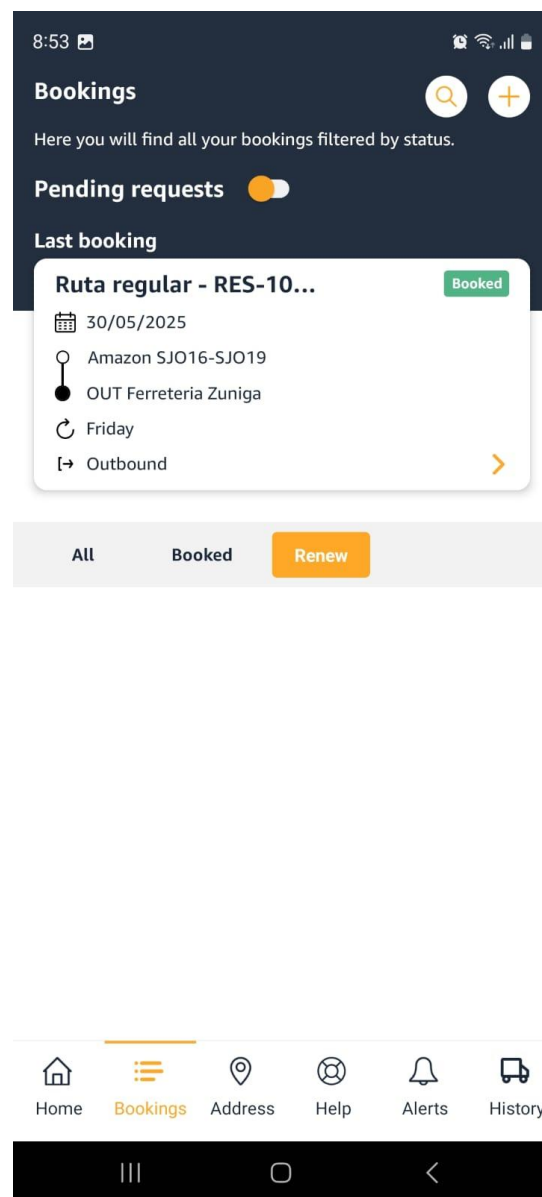 8:53
Bookings
Here you will find all your bookings filtered by status.
Pending requests
Last booking
Ruta regular - RES-10...
Booked
30/05/2025
Amazon SJO16-SJO19
OUT Ferreteria Zuniga
Friday
Outbound
All Booked Renew
Home Bookings Address Help Alerts History